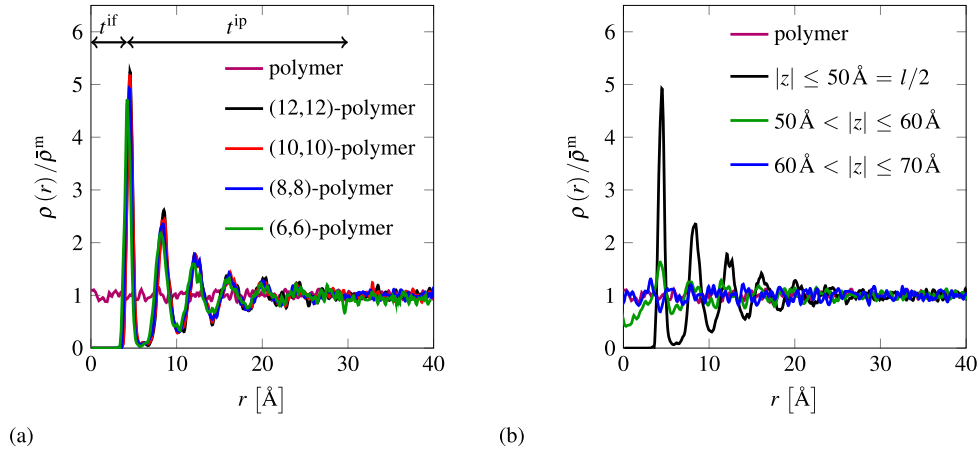 t^if
t^ip
6
5
4
3
2
1
0
ρ (r) / ρ̄^m
polymer
(12,12)-polymer
(10,10)-polymer
(8,8)-polymer
(6,6)-polymer
0 10 20 30 40
r [Å]
(a)
6
5
4
3
2
1
0
ρ (r) / ρ̄^m
polymer
|z| ≤ 50 Å = l/2
50 Å < |z| ≤ 60 Å
60 Å < |z| ≤ 70 Å
0 10 20 30 40
r [Å]
(b)